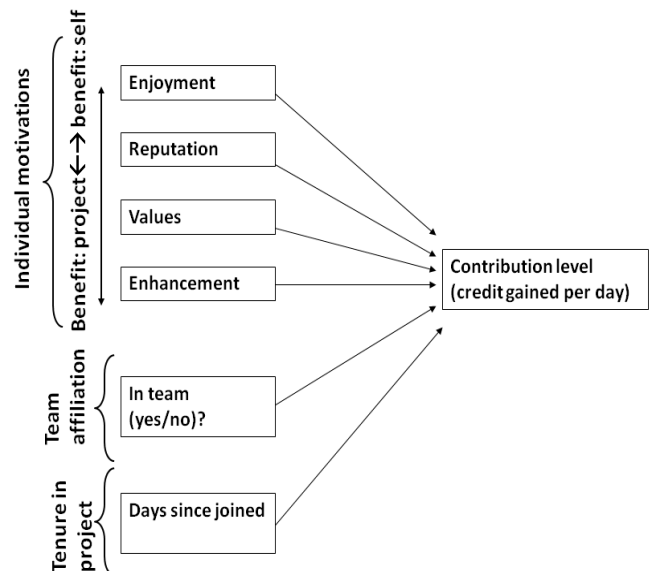 Individual motivations
Benefit: project ←→ benefit: self
Enjoyment
Reputation
Values
Enhancement
Contribution level
(credit gained per day)
Team
affiliation
In team
(yes/no)?
Tenure in
project
Days since joined